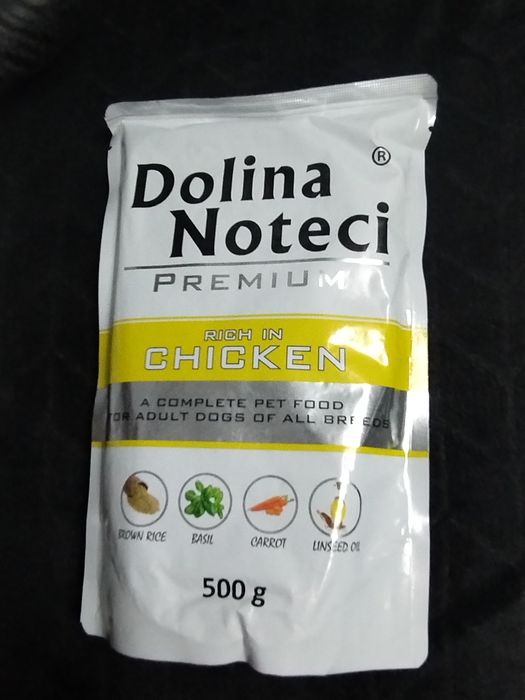 Dolina ®
Noteci
PREMIUM
RICH IN
CHICKEN
A COMPLETE PET FOOD
FOR ADULT DOGS OF ALL BREEDS
BROWN RICE BASIL CARROT LINSEED OIL
500 g